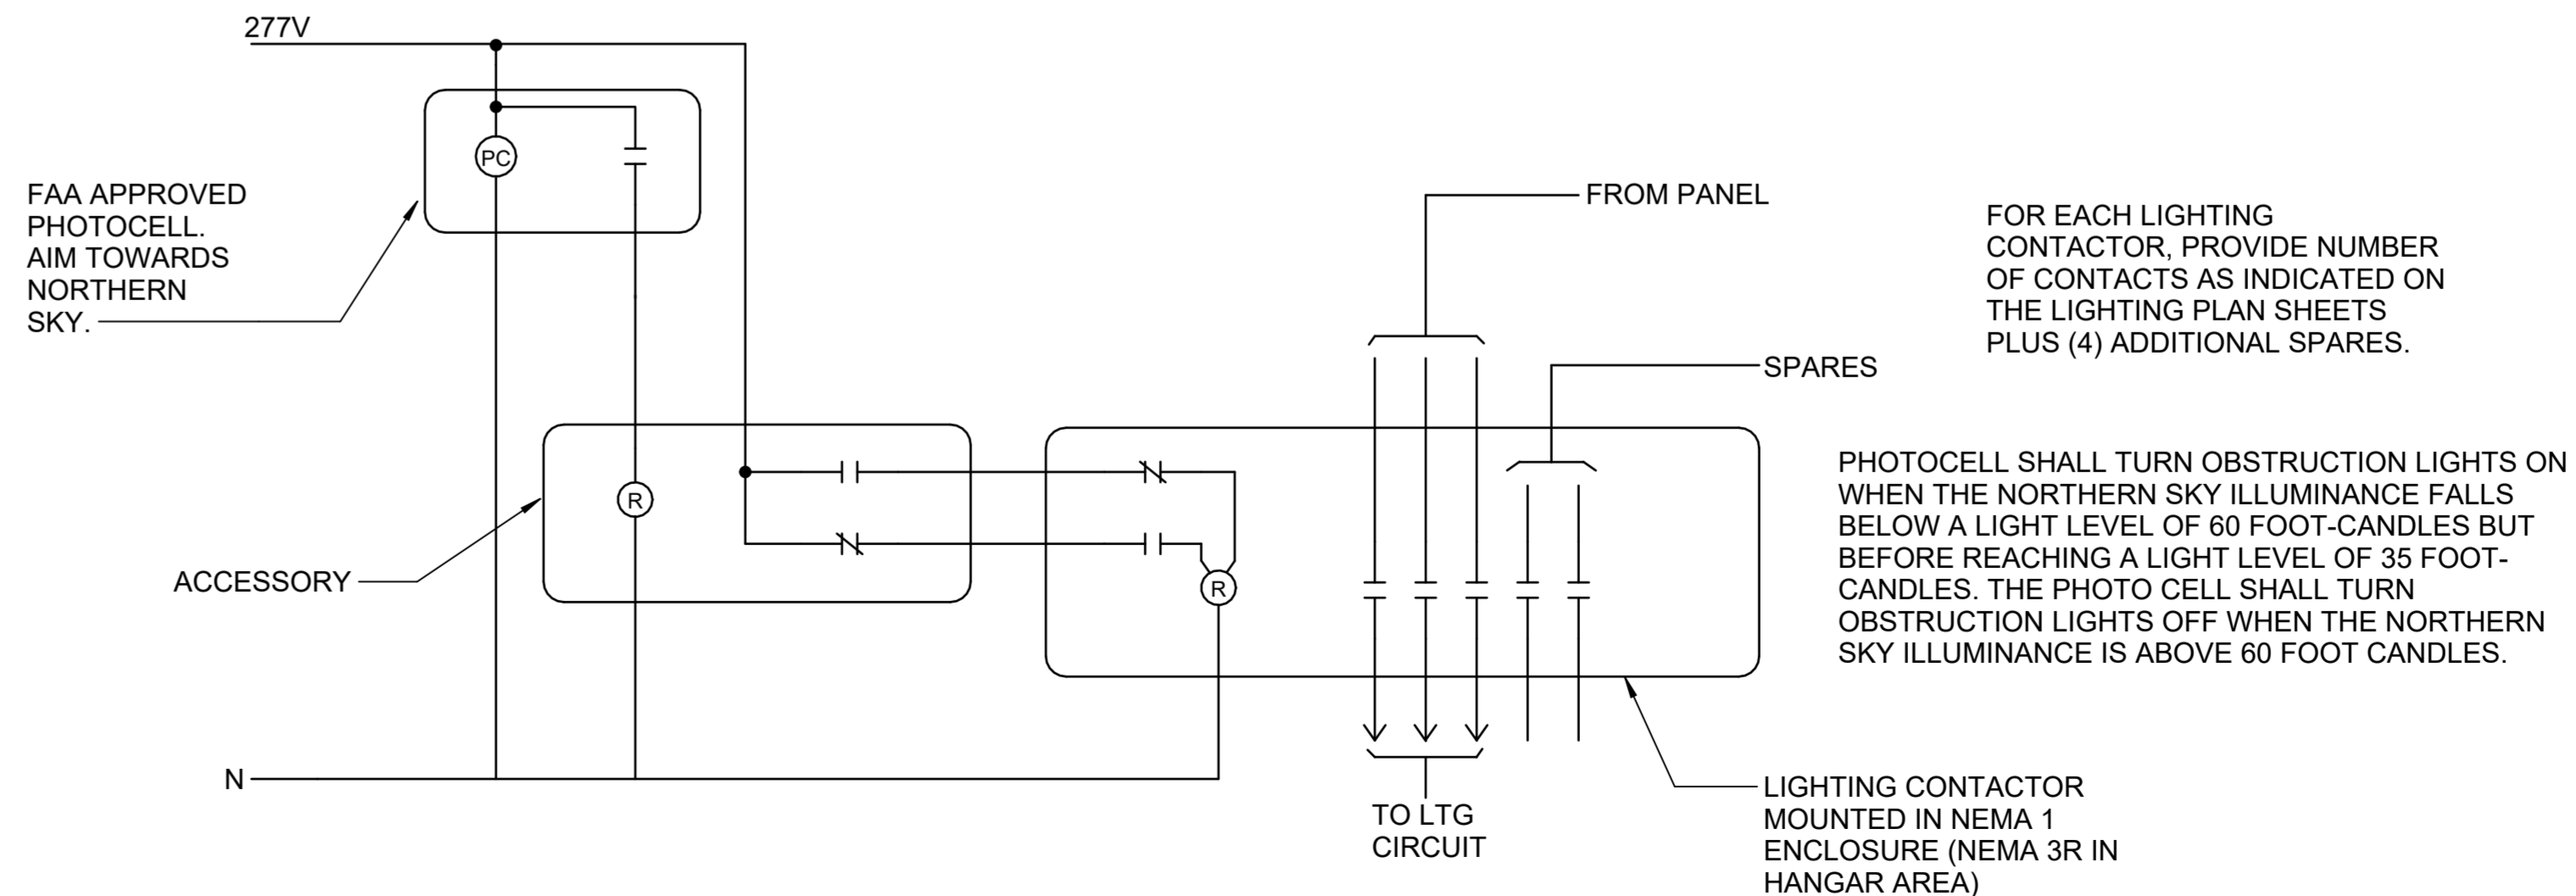 277V
PC
FAA APPROVED
PHOTOCELL.
AIM TOWARDS
NORTHERN
SKY.
FROM PANEL
FOR EACH LIGHTING
CONTACTOR, PROVIDE NUMBER
OF CONTACTS AS INDICATED ON
THE LIGHTING PLAN SHEETS
PLUS (4) ADDITIONAL SPARES.
SPARES
PHOTOCELL SHALL TURN OBSTRUCTION LIGHTS ON
WHEN THE NORTHERN SKY ILLUMINANCE FALLS
BELOW A LIGHT LEVEL OF 60 FOOT-CANDLES BUT
BEFORE REACHING A LIGHT LEVEL OF 35 FOOT-
CANDLES. THE PHOTO CELL SHALL TURN
OBSTRUCTION LIGHTS OFF WHEN THE NORTHERN
SKY ILLUMINANCE IS ABOVE 60 FOOT CANDLES.
R
ACCESSORY
R
N
TO LTG
CIRCUIT
LIGHTING CONTACTOR
MOUNTED IN NEMA 1
ENCLOSURE (NEMA 3R IN
HANGAR AREA)